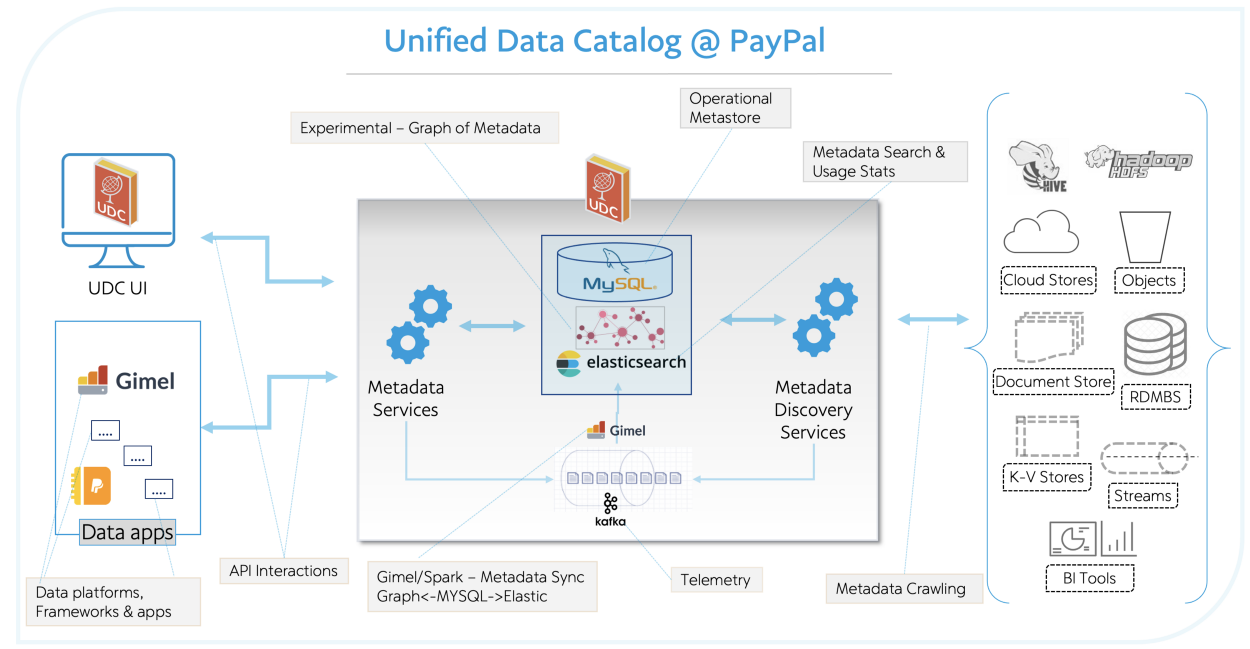 Unified Data Catalog @ PayPal
Operational
Metastore
Experimental – Graph of Metadata
Metadata Search &
Usage Stats
UDC
UDC UI
UDC
HIVE
hadoop
HDFS
Cloud Stores
Objects
Document Store
RDMBS
K-V Stores
Streams
BI Tools
MySQL®
elasticsearch
Metadata
Services
Metadata
Discovery
Services
Gimel
kafka
Gimel
....
....
....
Data apps
Data platforms,
Frameworks & apps
API Interactions
Gimel/Spark – Metadata Sync
Graph<-MYSQL->Elastic
Telemetry
Metadata Crawling